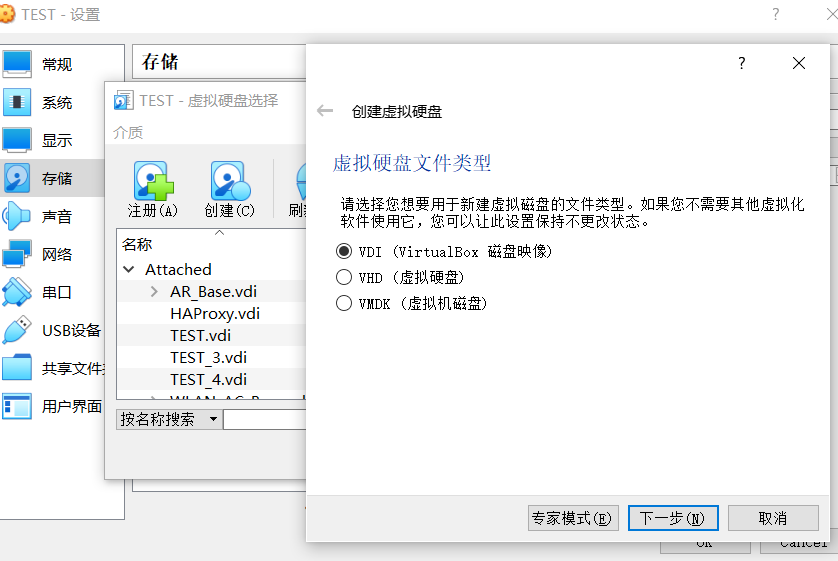 TEST - 设置
?
常规
系统
显示
存储
声音
网络
串口
USB设备
共享文件
用户界面
存储
TEST - 虚拟硬盘选择
介质
注册(A)
创建(C)
名称
Attached
AR_Base.vdi
HAProxy.vdi
TEST.vdi
TEST_3.vdi
TEST_4.vdi
按名称搜索
?
创建虚拟硬盘
虚拟硬盘文件类型
请选择您想要用于新建虚拟磁盘的文件类型。如果您不需要其他虚拟化
软件使用它，您可以让此设置保持不更改状态。
VDI (VirtualBox 磁盘映像)
VHD (虚拟硬盘)
VMDK (虚拟机磁盘)
专家模式(E)
下一步(N)
取消
OK
Cancel